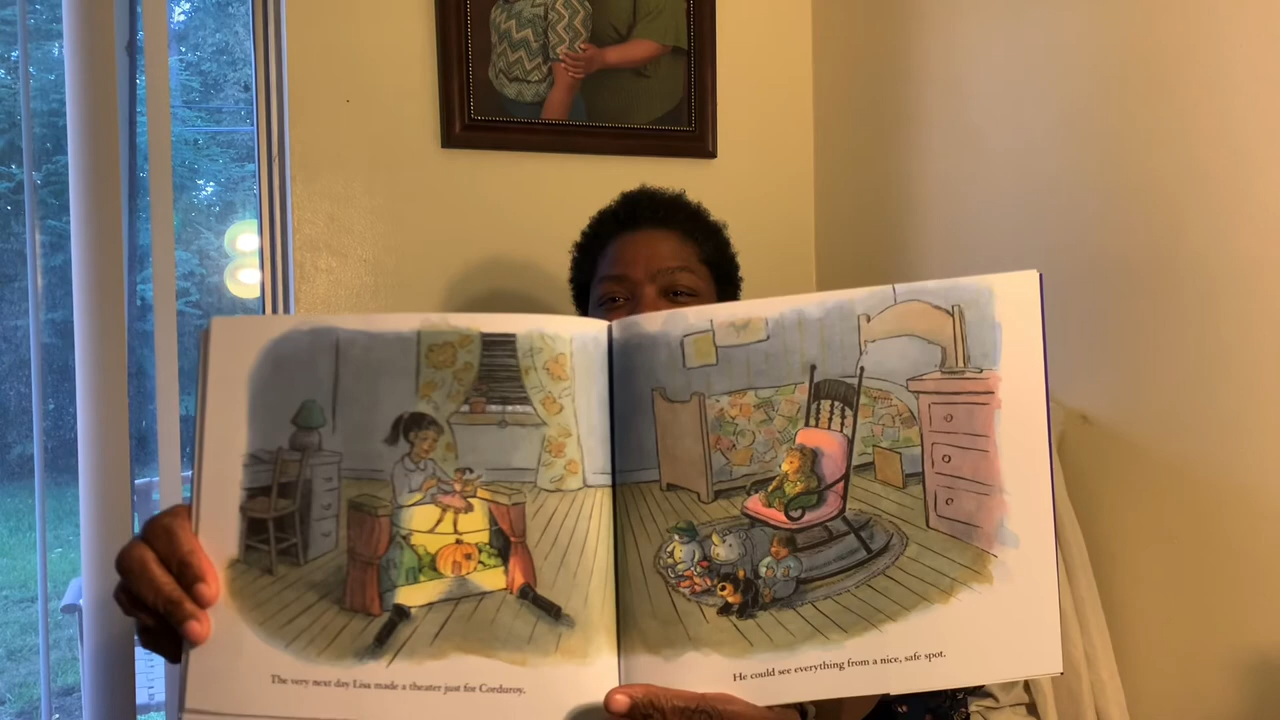 The very next day Lisa made a theater just for Corduroy.
He could see everything from a nice, safe spot.